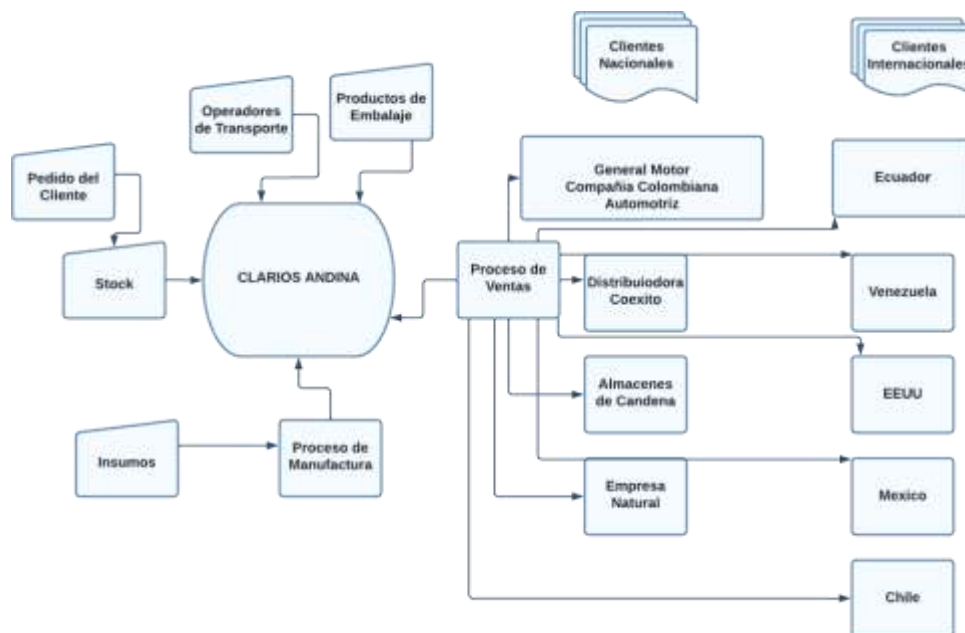 Clientes
Nacionales
Clientes
Internacionales
Operadores
de Transporte
Productos de
Embalaje
Pedido del
Cliente
General Motor
Compañia Colombiana
Automotriz
Ecuador
Stock
CLARIOS ANDINA
Proceso de
Ventas
Distribuiodora
Coexito
Venezuela
Almacenes
de Candena
EEUU
Insumos
Proceso de
Manufactura
Empresa
Natural
Mexico
Chile